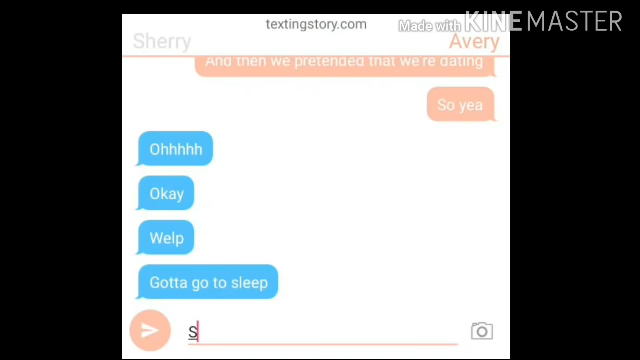 textingstory.com
Made with KINEMASTER
Sherry
Avery
And then we pretended that we're dating
So yea
Ohhhhh
Okay
Welp
Gotta go to sleep
S